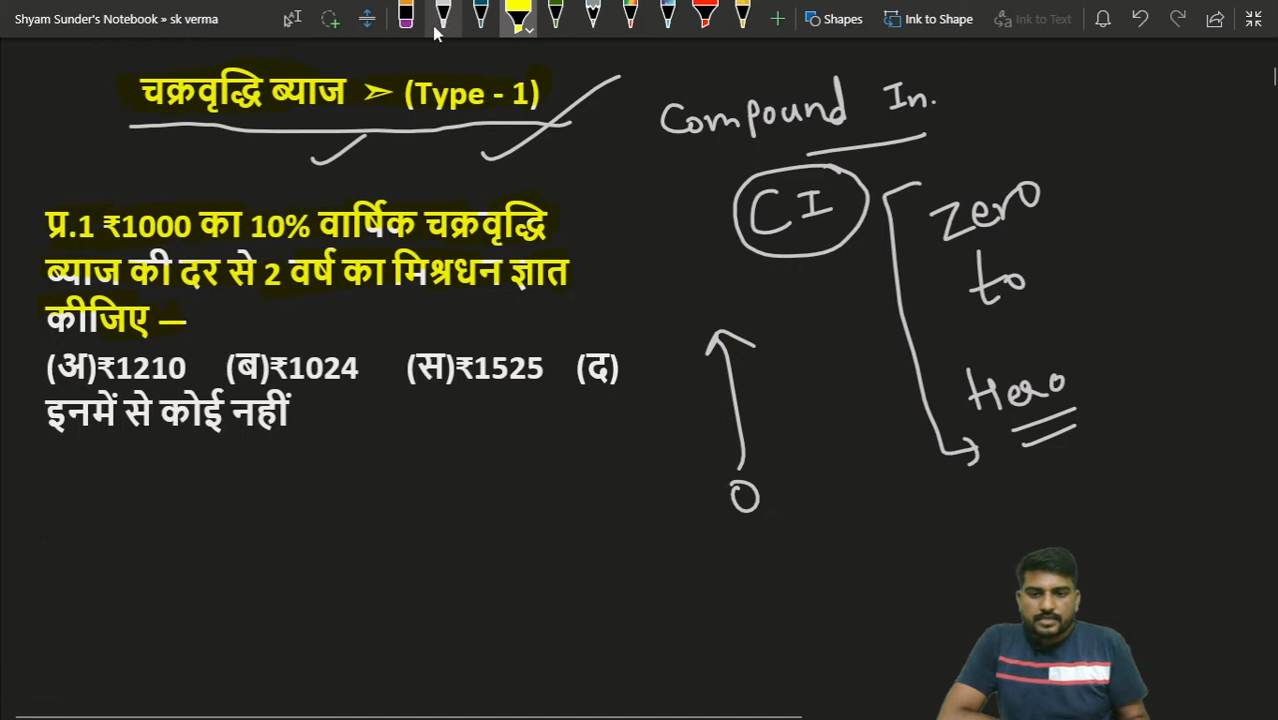 Shyam Sunder's Notebook » sk verma
Shapes
Ink to Shape
Ink to Text
चक्रवृद्धि ब्याज ➣ (Type - 1)
Compound In.
CI
Zero
to
Hero
0
प्र.1 ₹1000 का 10% वार्षिक चक्रवृद्धि
ब्याज की दर से 2 वर्ष का मिश्रधन ज्ञात
कीजिए —
(अ)₹1210 (ब)₹1024 (स)₹1525 (द)
इनमें से कोई नहीं